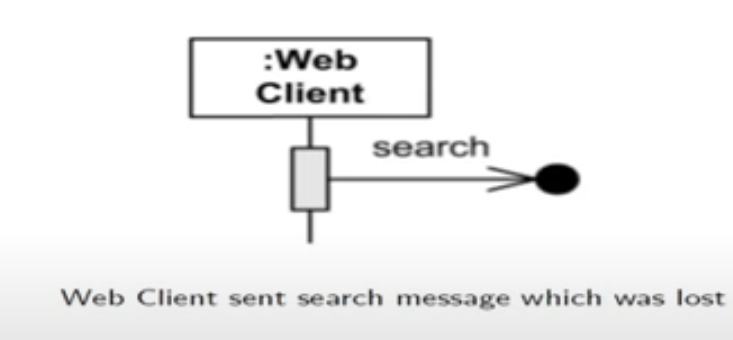 :Web
Client
search
Web Client sent search message which was lost